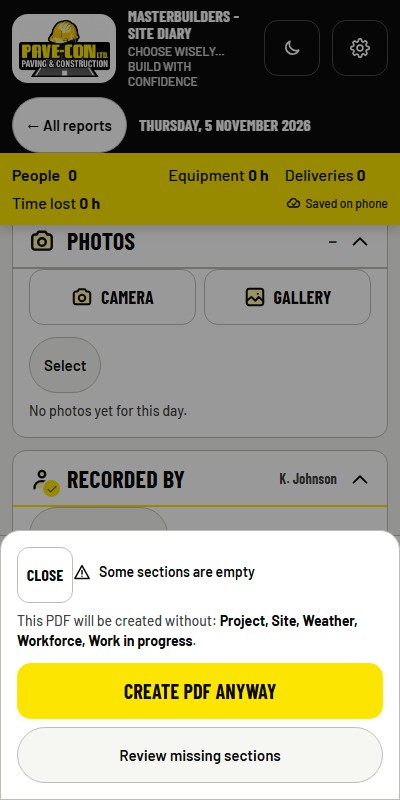 PAVE-CON LTD.
PAVING & CONSTRUCTION
MASTERBUILDERS -
SITE DIARY
CHOOSE WISELY...
BUILD WITH
CONFIDENCE
← All reports
THURSDAY, 5 NOVEMBER 2026
People 0
Equipment 0 h
Deliveries 0
Time lost 0 h
Saved on phone
PHOTOS
–
CAMERA
GALLERY
Select
No photos yet for this day.
RECORDED BY
K. Johnson
CLOSE
Some sections are empty
This PDF will be created without: Project, Site, Weather,
Workforce, Work in progress.
CREATE PDF ANYWAY
Review missing sections